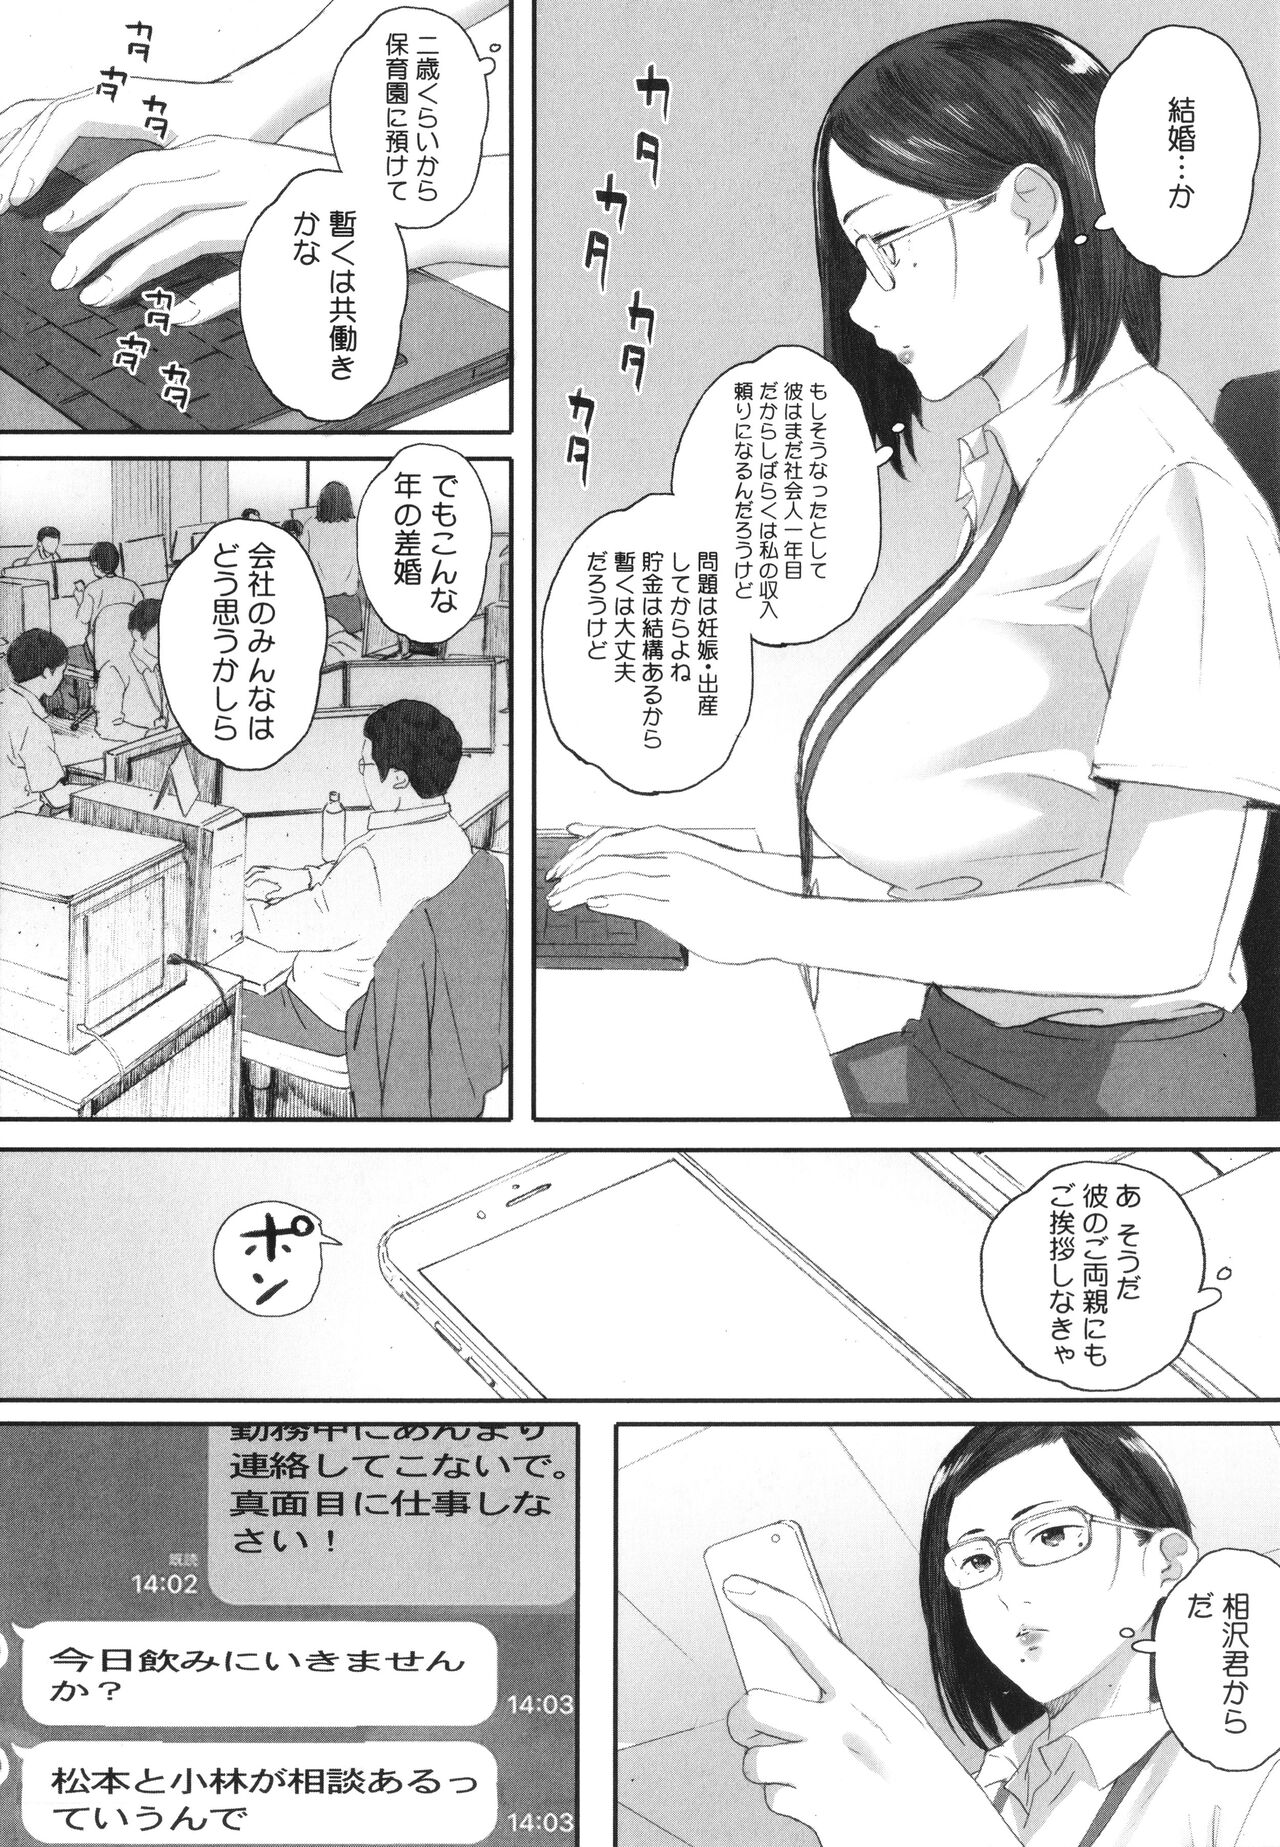 結婚…か
カタ
カタ
カタ
カタ
もしそうなったとして
彼はまだ社会人一年目
だからしばらくは私の収入
頼りになるんだろうけど
問題は妊娠・出産
してからよね
貯金は結構あるから
暫くは大丈夫
だろうけど
カタ
カタ
二歳くらいから
保育園に預けて
暫くは共働き
かな
カタ
カタ
でもこんな
年の差婚
会社のみんなは
どう思うかしら
あ そうだ
彼のご両親にも
ご挨拶しなきゃ
ポン
相沢君から
だ
勤務中にあんまり
連絡してこないで。
真面目に仕事しな
さい！
既読
14:02
今日飲みにいきません
か？
14:03
松本と小林が相談あるっ
ていうんで
14:03